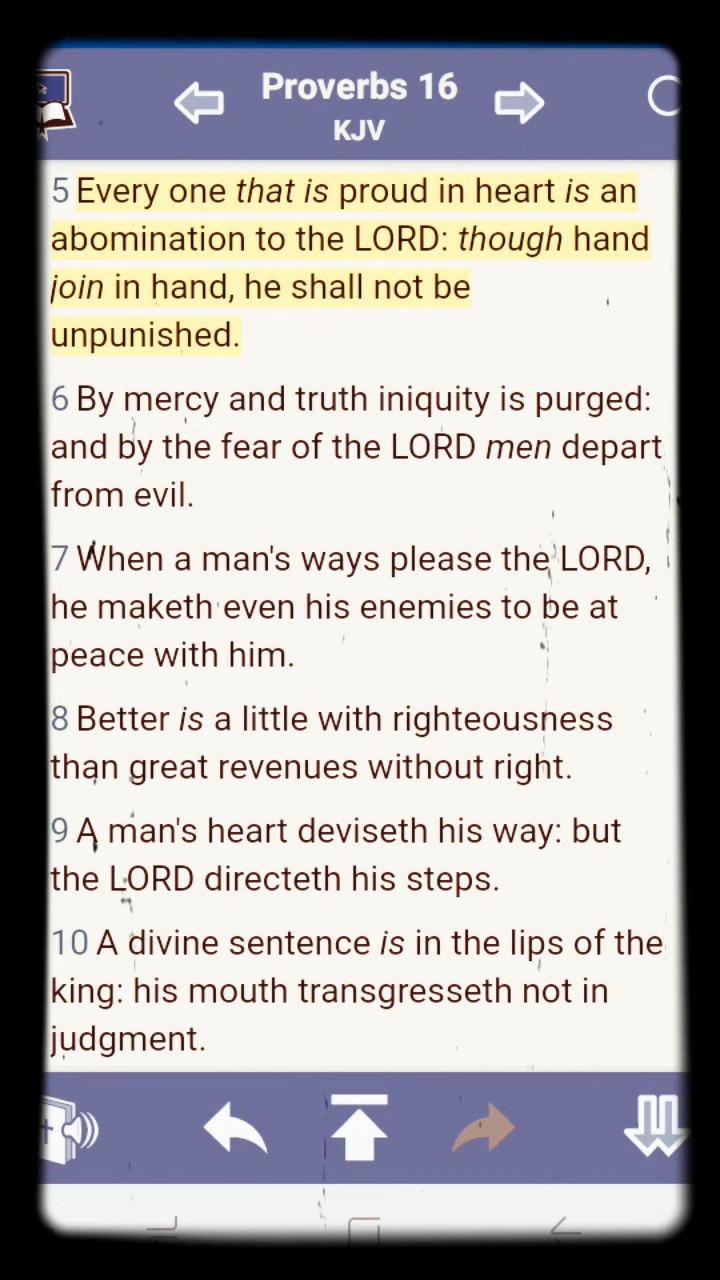 Proverbs 16
KJV
5 Every one that is proud in heart is an
abomination to the LORD: though hand
join in hand, he shall not be
unpunished.
6 By mercy and truth iniquity is purged:
and by the fear of the LORD men depart
from evil.
7 When a man's ways please the LORD,
he maketh even his enemies to be at
peace with him.
8 Better is a little with righteousness
than great revenues without right.
9 A man's heart deviseth his way: but
the LORD directeth his steps.
10 A divine sentence is in the lips of the
king: his mouth transgresseth not in
judgment.